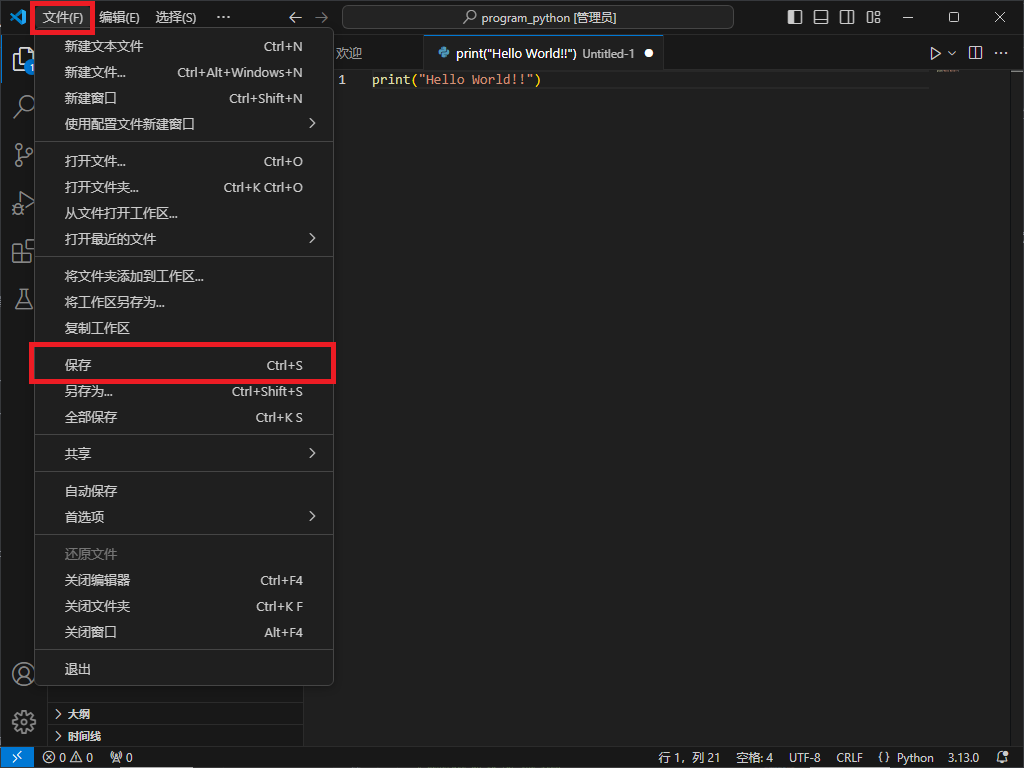 文件(F) 编辑(E) 选择(S) ··· program_python [管理员]
新建文本文件 Ctrl+N
新建文件... Ctrl+Alt+Windows+N
新建窗口 Ctrl+Shift+N
使用配置文件新建窗口
打开文件... Ctrl+O
打开文件夹... Ctrl+K Ctrl+O
从文件打开工作区...
打开最近的文件
将文件夹添加到工作区...
将工作区另存为...
复制工作区
保存 Ctrl+S
另存为... Ctrl+Shift+S
全部保存 Ctrl+K S
共享
自动保存
首选项
还原文件
关闭编辑器 Ctrl+F4
关闭文件夹 Ctrl+K F
关闭窗口 Alt+F4
退出
1
欢迎 print("Hello World!!") Untitled-1
1 print("Hello World!!")
大纲
时间线
0 0 0 行 1，列 21 空格: 4 UTF-8 CRLF {} Python 3.13.0